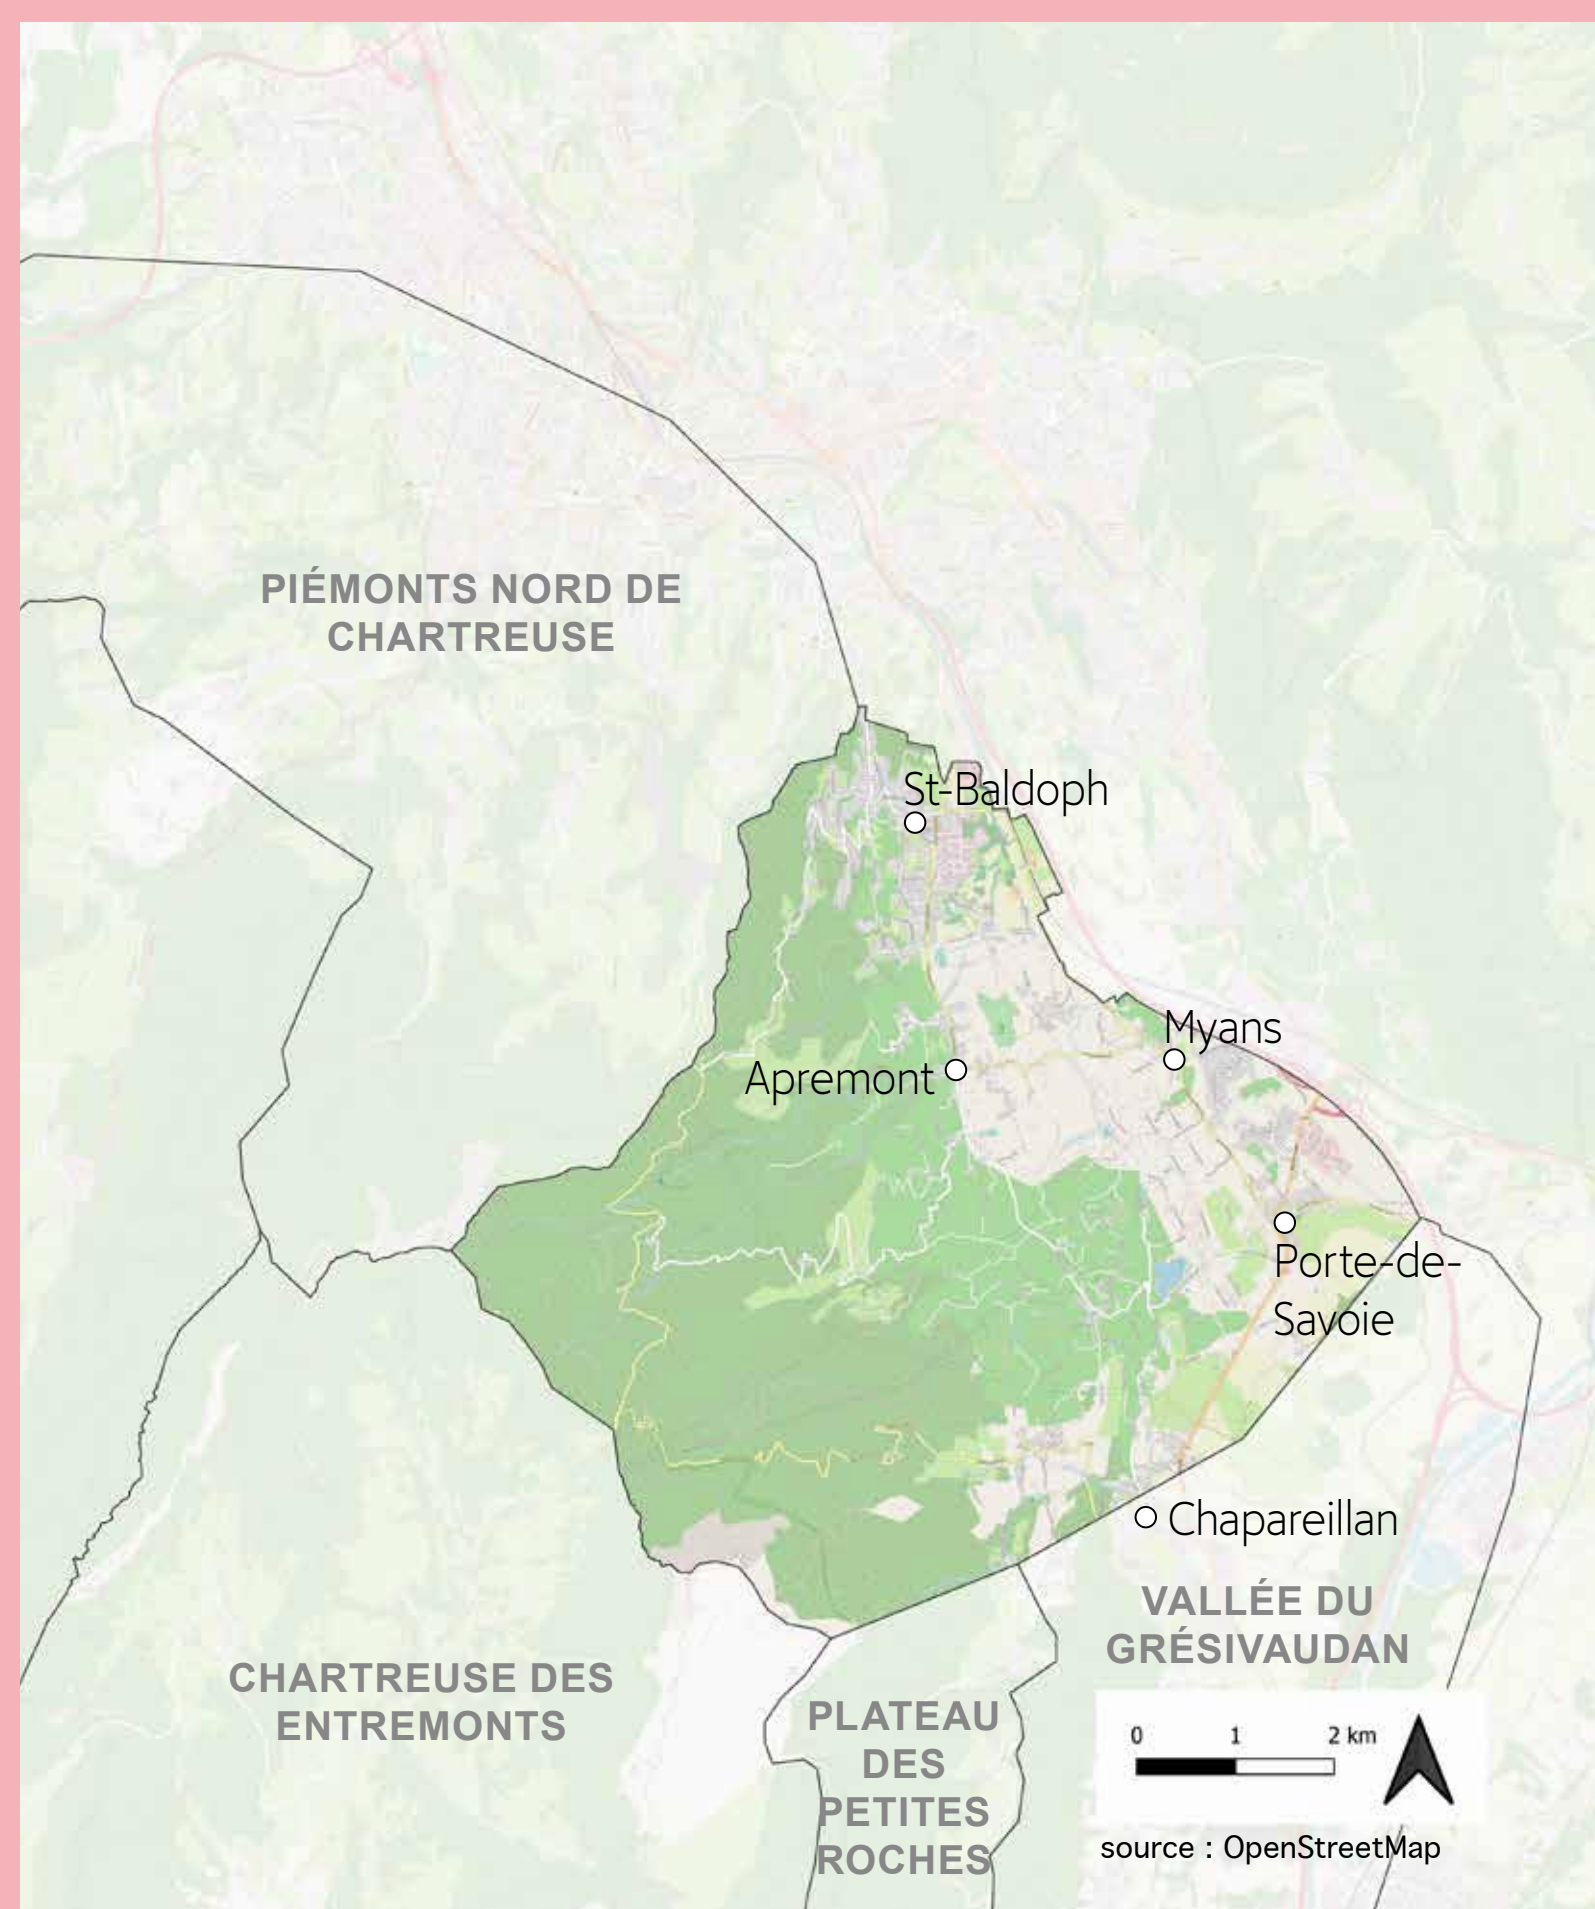 PIÉMONTS NORD DE
CHARTREUSE
St-Baldoph
Myans
Apremont
Porte-de-
Savoie
Chapareillan
VALLÉE DU
GRÉSIVAUDAN
CHARTREUSE DES
ENTREMONTS
PLATEAU
DES
PETITES
ROCHES
0 1 2 km
source : OpenStreetMap